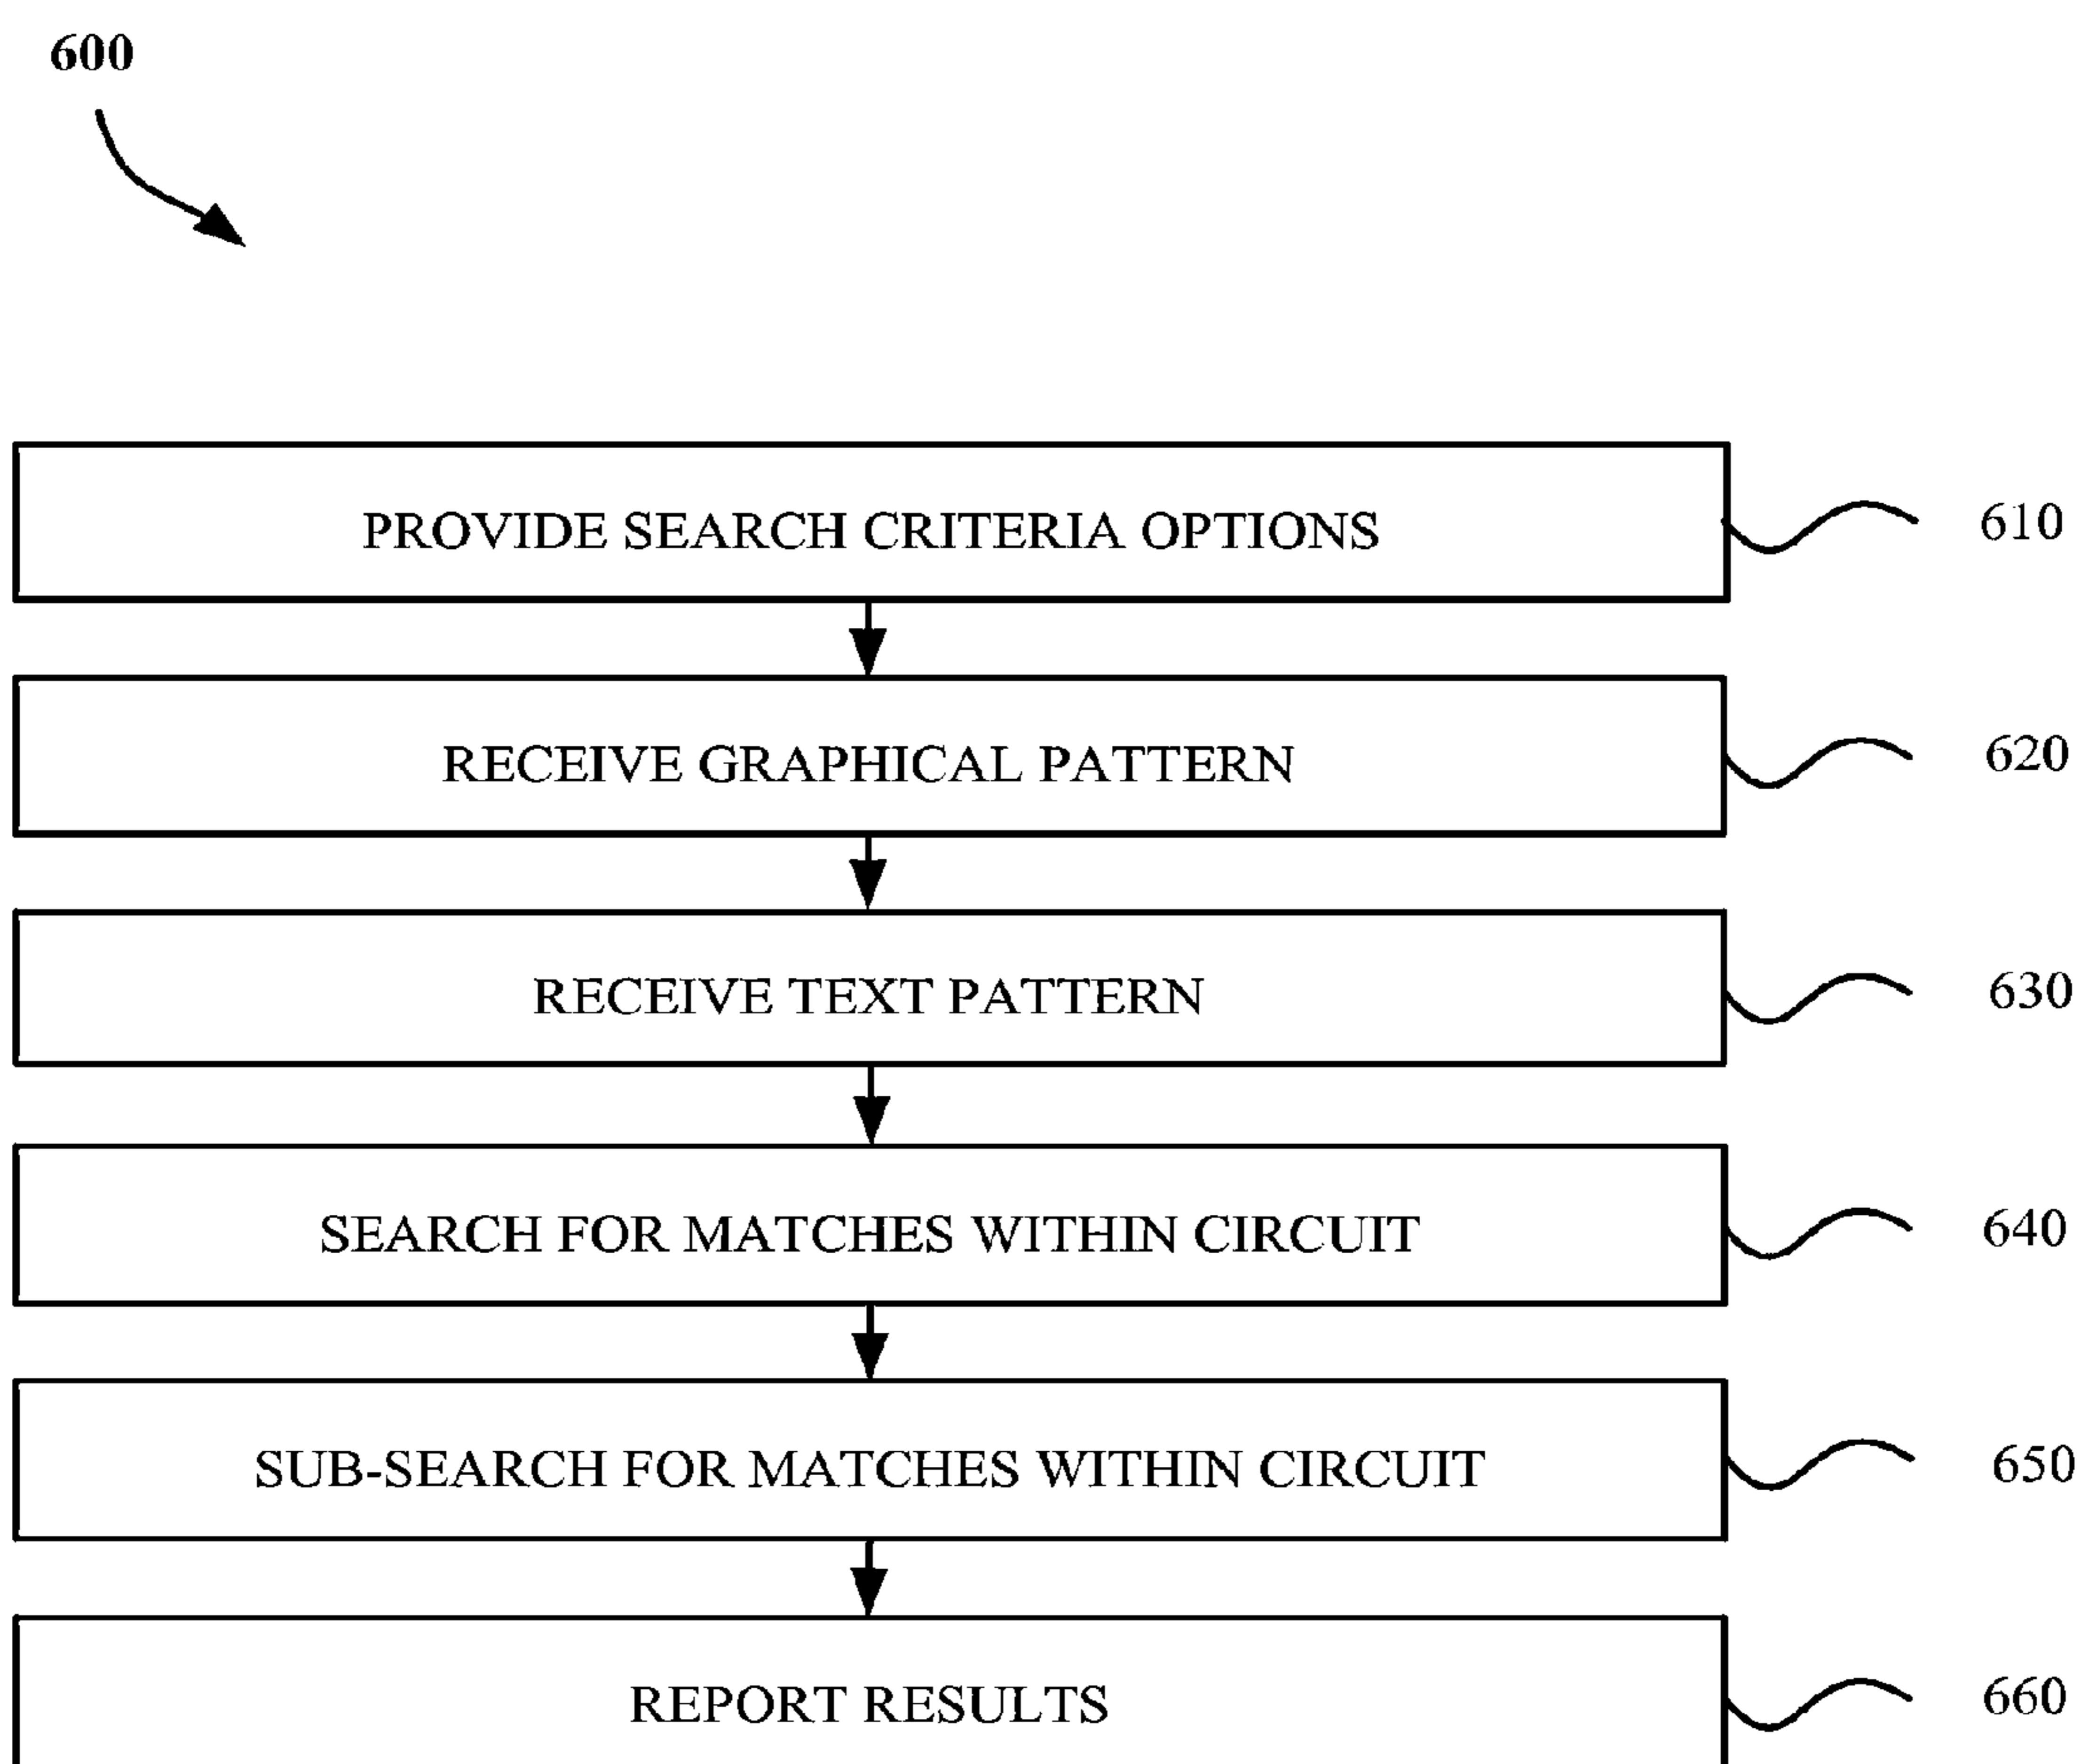 600
PROVIDE SEARCH CRITERIA OPTIONS
610
RECEIVE GRAPHICAL PATTERN
620
RECEIVE TEXT PATTERN
630
SEARCH FOR MATCHES WITHIN CIRCUIT
640
SUB-SEARCH FOR MATCHES WITHIN CIRCUIT
650
REPORT RESULTS
660